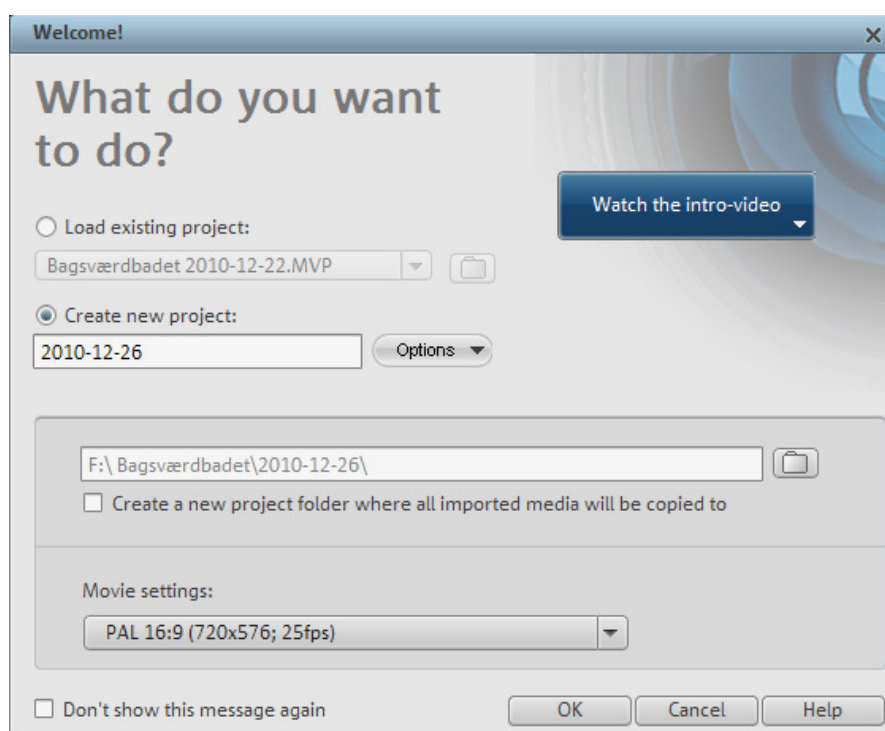 Welcome!
What do you want
to do?
Watch the intro-video
Load existing project:
Bagsværdbadet 2010-12-22.MVP
Create new project:
2010-12-26
Options
F:\ Bagsværdbadet\2010-12-26\
Create a new project folder where all imported media will be copied to
Movie settings:
PAL 16:9 (720x576; 25fps)
Don't show this message again
OK
Cancel
Help